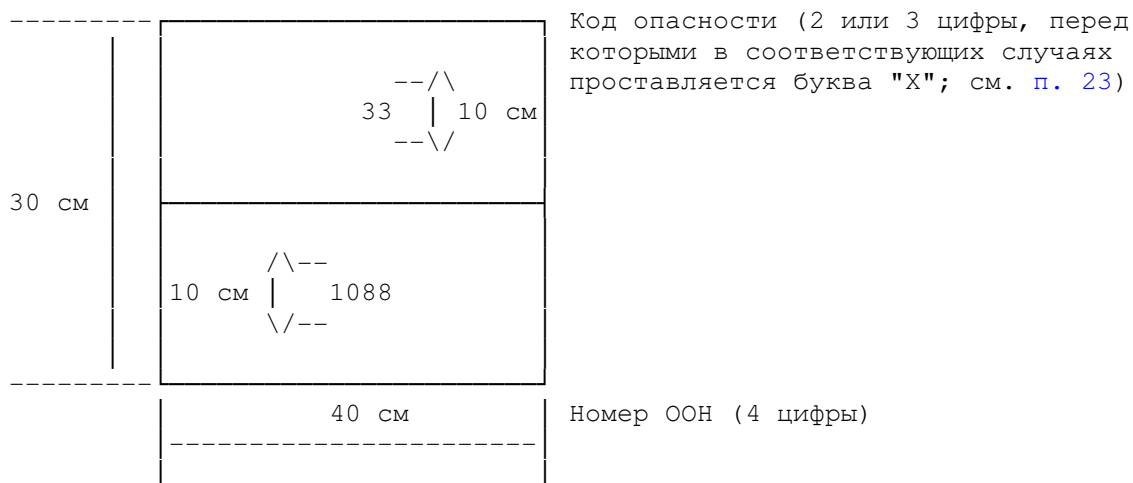 Код опасности (2 или 3 цифры, перед
которыми в соответствующих случаях
проставляется буква "X"; см. п. 23)
33
10 см
30 см
10 см
1088
40 см
Номер ООН (4 цифры)